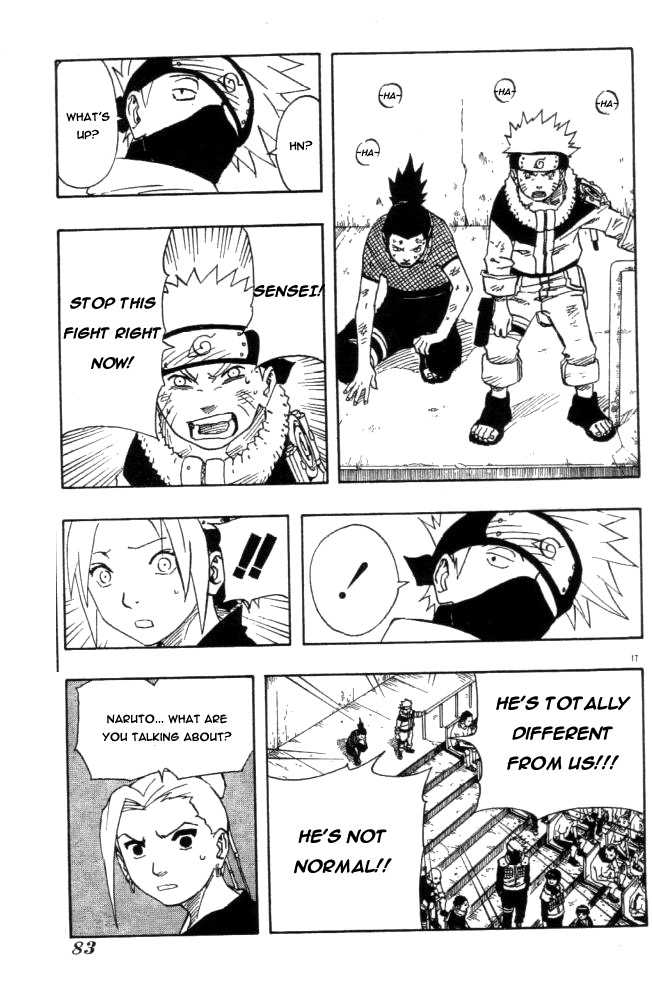 -HA-
-HA-
-HA-
-HA-
HN?
WHAT'S
UP?
SENSEI!
STOP THIS
FIGHT RIGHT
NOW!
!
!!
17
HE'S TOTALLY
DIFFERENT
FROM US!!!
HE'S NOT
NORMAL!!
NARUTO... WHAT ARE
YOU TALKING ABOUT?
83